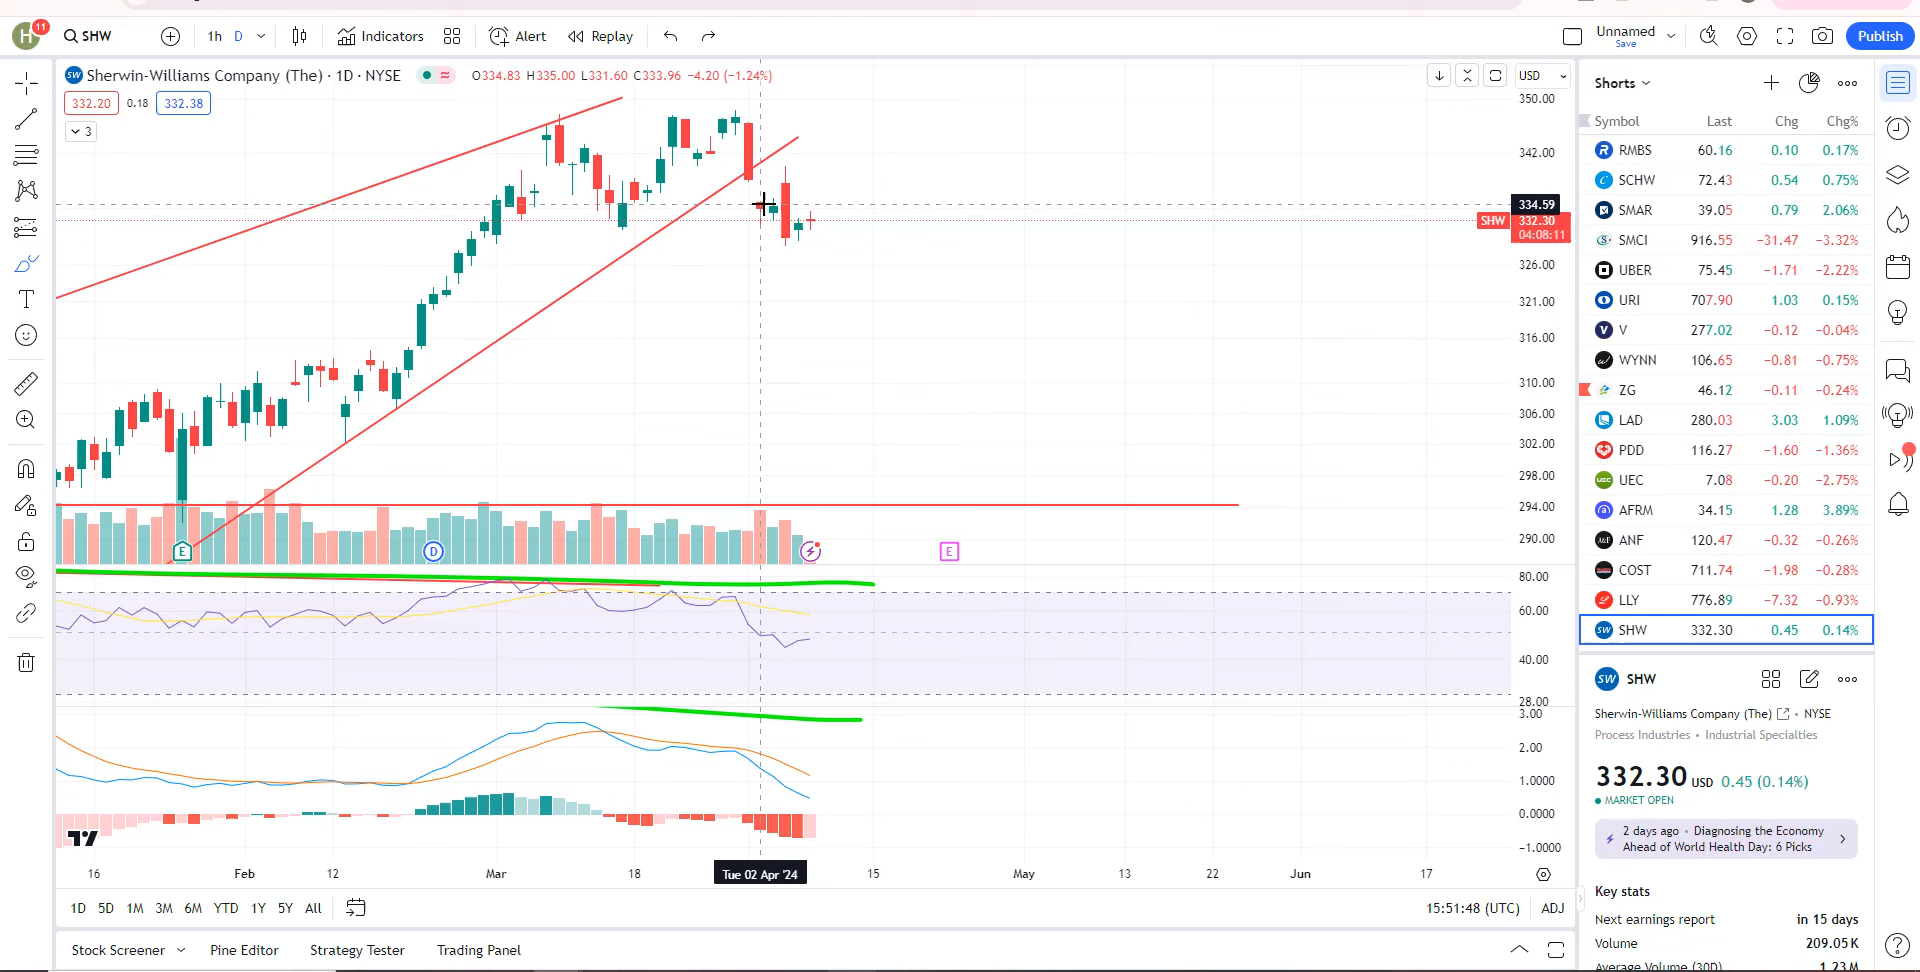 H 11 SHW 1h D Indicators Alert Replay Unnamed Save Publish
SW Sherwin-Williams Company (The) · 1D · NYSE O334.83 H335.00 L331.60 C333.96 −4.20 (−1.24%)
332.20 0.18 332.38
3
USD
350.00
342.00
334.59
SHW 332.30
04:08:11
326.00
321.00
316.00
310.00
306.00
302.00
298.00
294.00
290.00
E D E
80.00
60.00
40.00
28.00
3.00
2.00
1.0000
0.0000
−1.0000
16 Feb 12 Mar 18 Tue 02 Apr '24 15 May 13 22 Jun 17
1D 5D 1M 3M 6M YTD 1Y 5Y All 15:51:48 (UTC) ADJ
Stock Screener Pine Editor Strategy Tester Trading Panel
Shorts
Symbol Last Chg Chg%
RMBS 60.16 0.10 0.17%
SCHW 72.43 0.54 0.75%
SMAR 39.05 0.79 2.06%
SMCI 916.55 −31.47 −3.32%
UBER 75.45 −1.71 −2.22%
URI 707.90 1.03 0.15%
V V 277.02 −0.12 −0.04%
WYNN 106.65 −0.81 −0.75%
ZG 46.12 −0.11 −0.24%
LAD 280.03 3.03 1.09%
PDD 116.27 −1.60 −1.36%
UEC UEC 7.08 −0.20 −2.75%
AFRM 34.15 1.28 3.89%
A&F ANF 120.47 −0.32 −0.26%
COST 711.74 −1.98 −0.28%
LLY 776.89 −7.32 −0.93%
SW SHW 332.30 0.45 0.14%
SW SHW
Sherwin-Williams Company (The) • NYSE
Process Industries • Industrial Specialties
332.30 USD 0.45 (0.14%)
MARKET OPEN
2 days ago • Diagnosing the Economy
Ahead of World Health Day: 6 Picks
Key stats
Next earnings report in 15 days
Volume 209.05K
Average Volume (30D) 1.23M